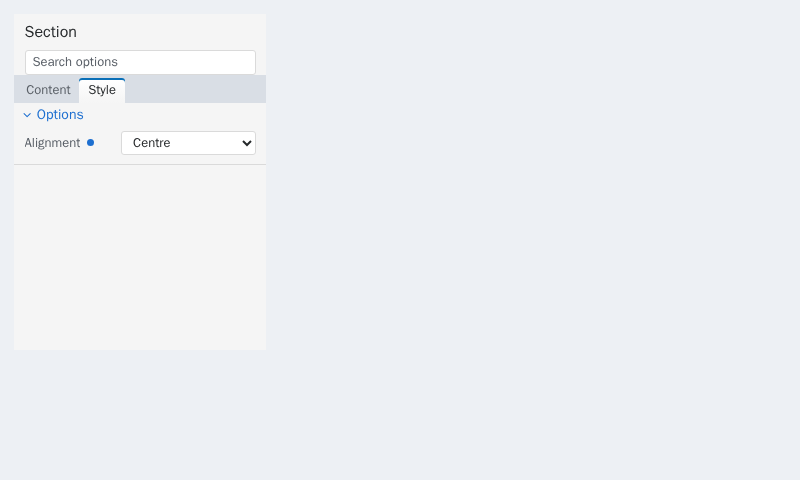 Section
Search options
Content Style
Options
Alignment Centre